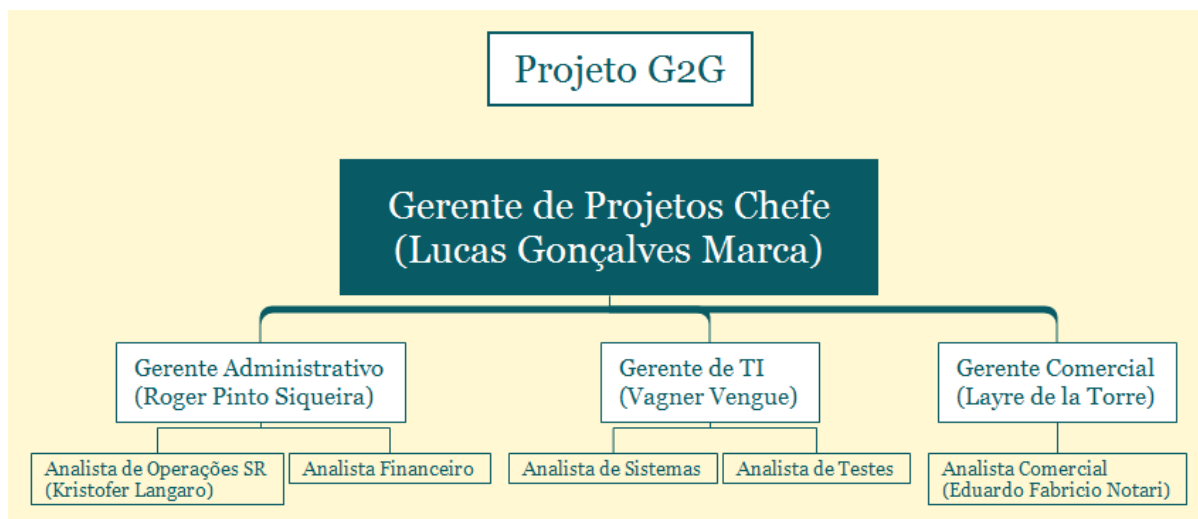 Projeto G2G
Gerente de Projetos Chefe
(Lucas Gonçalves Marca)
Gerente Administrativo
(Roger Pinto Siqueira)
Gerente de TI
(Vagner Vengue)
Gerente Comercial
(Layre de la Torre)
Analista de Operações SR
(Kristofer Langaro)
Analista Financeiro
Analista de Sistemas
Analista de Testes
Analista Comercial
(Eduardo Fabricio Notari)